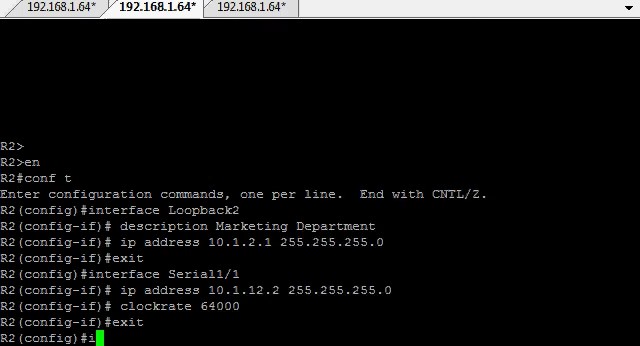 192.168.1.64* 192.168.1.64* 192.168.1.64*
R2>
R2>en
R2#conf t
Enter configuration commands, one per line.  End with CNTL/Z.
R2(config)#interface Loopback2
R2(config-if)# description Marketing Department
R2(config-if)# ip address 10.1.2.1 255.255.255.0
R2(config-if)#exit
R2(config)#interface Serial1/1
R2(config-if)# ip address 10.1.12.2 255.255.255.0
R2(config-if)# clockrate 64000
R2(config-if)#exit
R2(config)#i